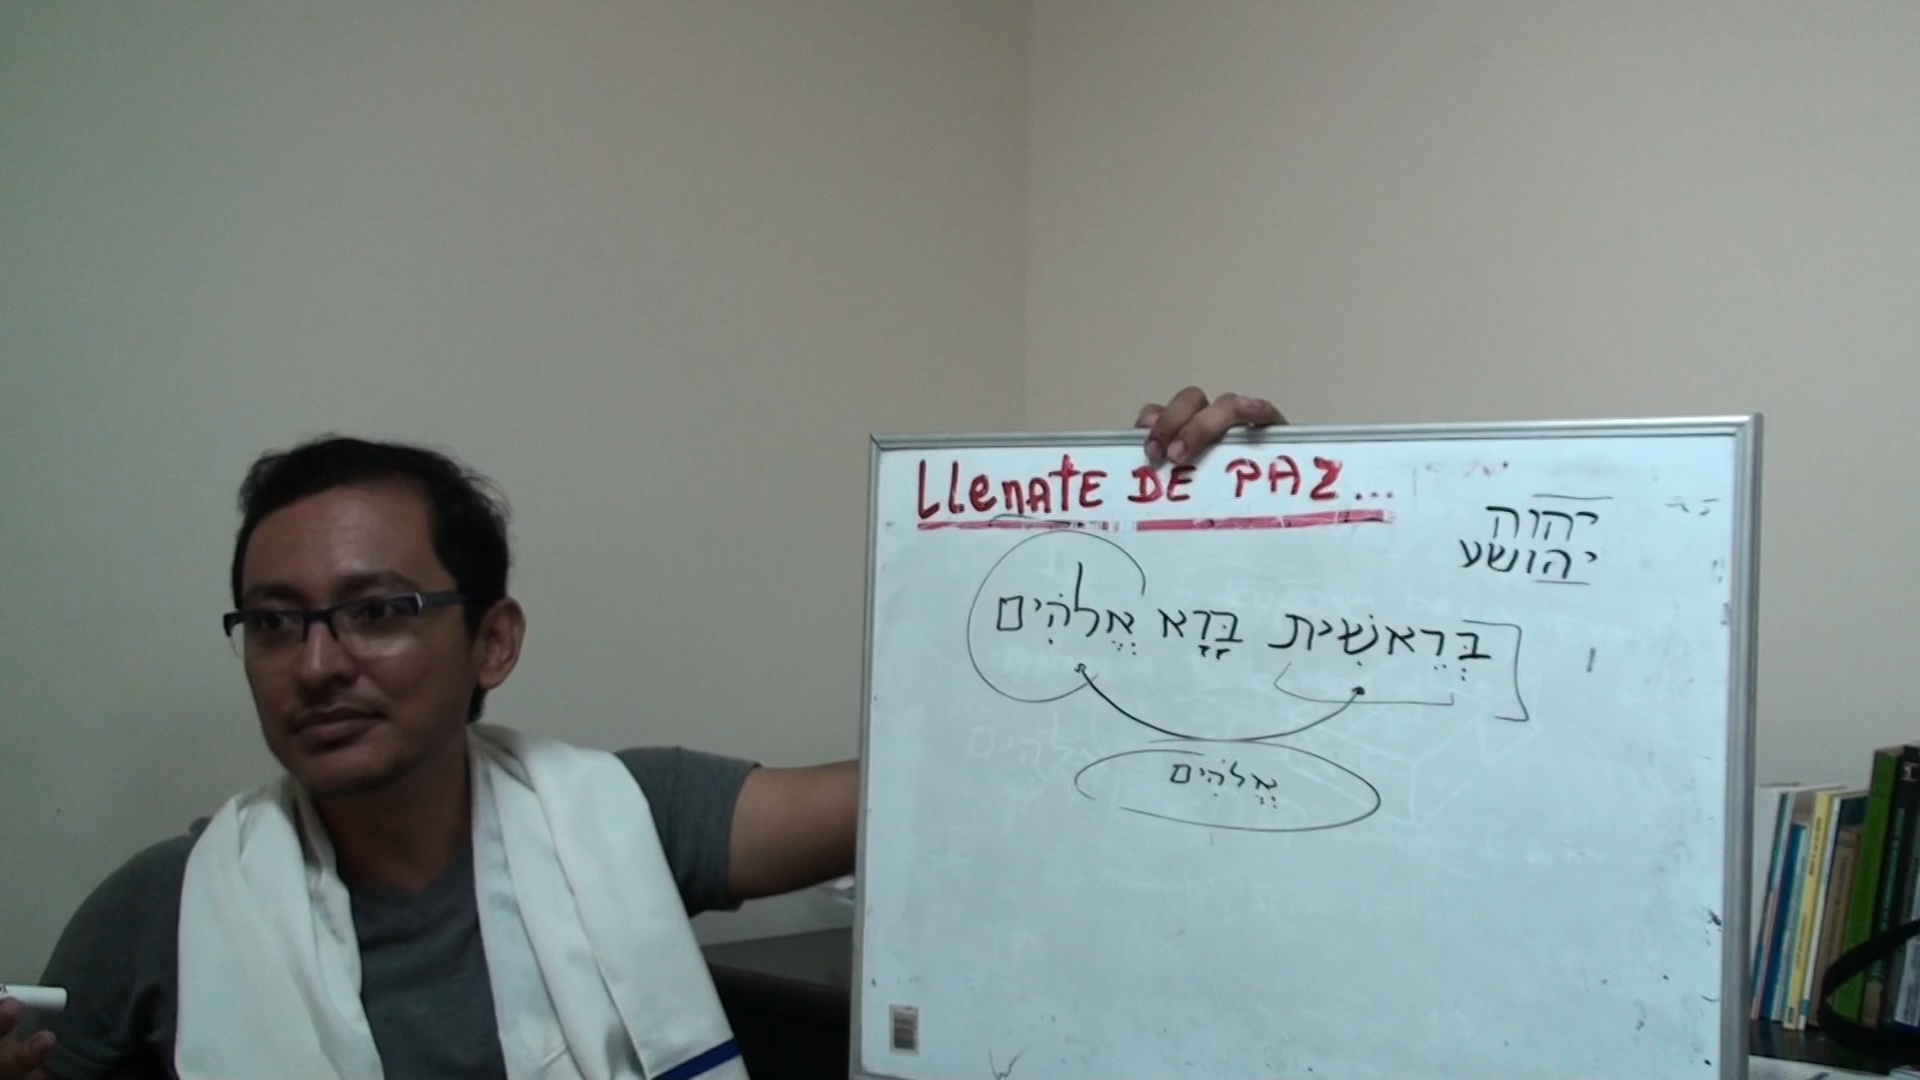 LLenAtE DE PAZ...
יהוה
יהושע
בְּרֵאשִׁית בָּרָא אֱלֹהִים
אֱלֹהִים